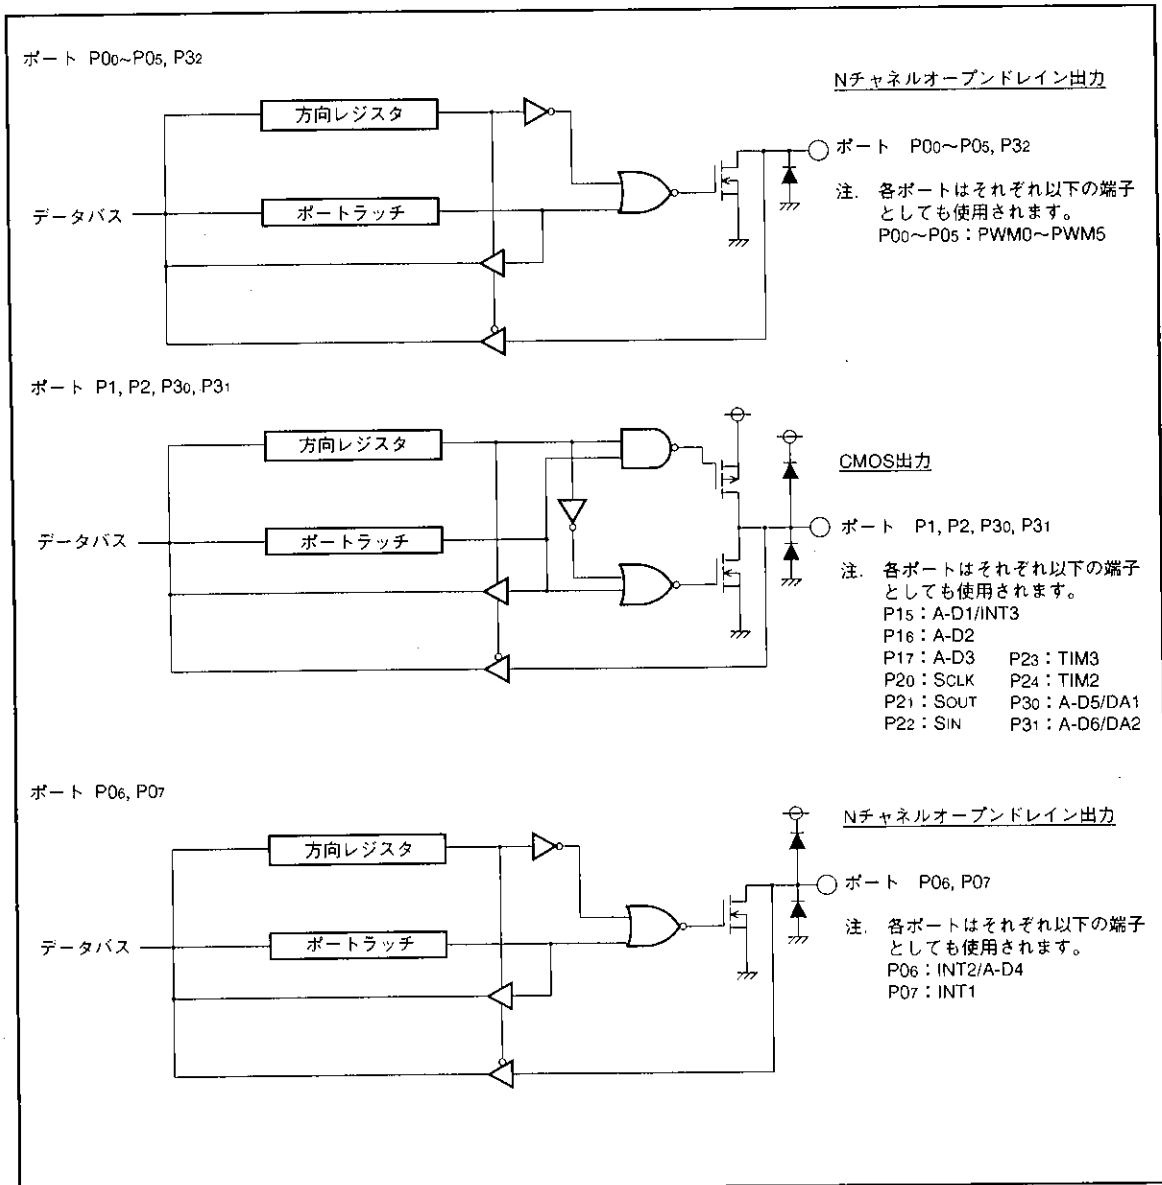 ポート P00~P05, P32
Nチャネルオープンドレイン出力
方向レジスタ
ポート P00~P05, P32
データバス
ポートラッチ
注. 各ポートはそれぞれ以下の端子
としても使用されます。
P00~P05：PWM0~PWM5
ポート P1, P2, P30, P31
方向レジスタ
CMOS出力
データバス
ポートラッチ
ポート P1, P2, P30, P31
注. 各ポートはそれぞれ以下の端子
としても使用されます。
P15：A-D1/INT3
P16：A-D2
P17：A-D3 P23：TIM3
P20：SCLK P24：TIM2
P21：SOUT P30：A-D5/DA1
P22：SIN P31：A-D6/DA2
ポート P06, P07
Nチャネルオープンドレイン出力
方向レジスタ
ポート P06, P07
データバス
ポートラッチ
注. 各ポートはそれぞれ以下の端子
としても使用されます。
P06：INT2/A-D4
P07：INT1